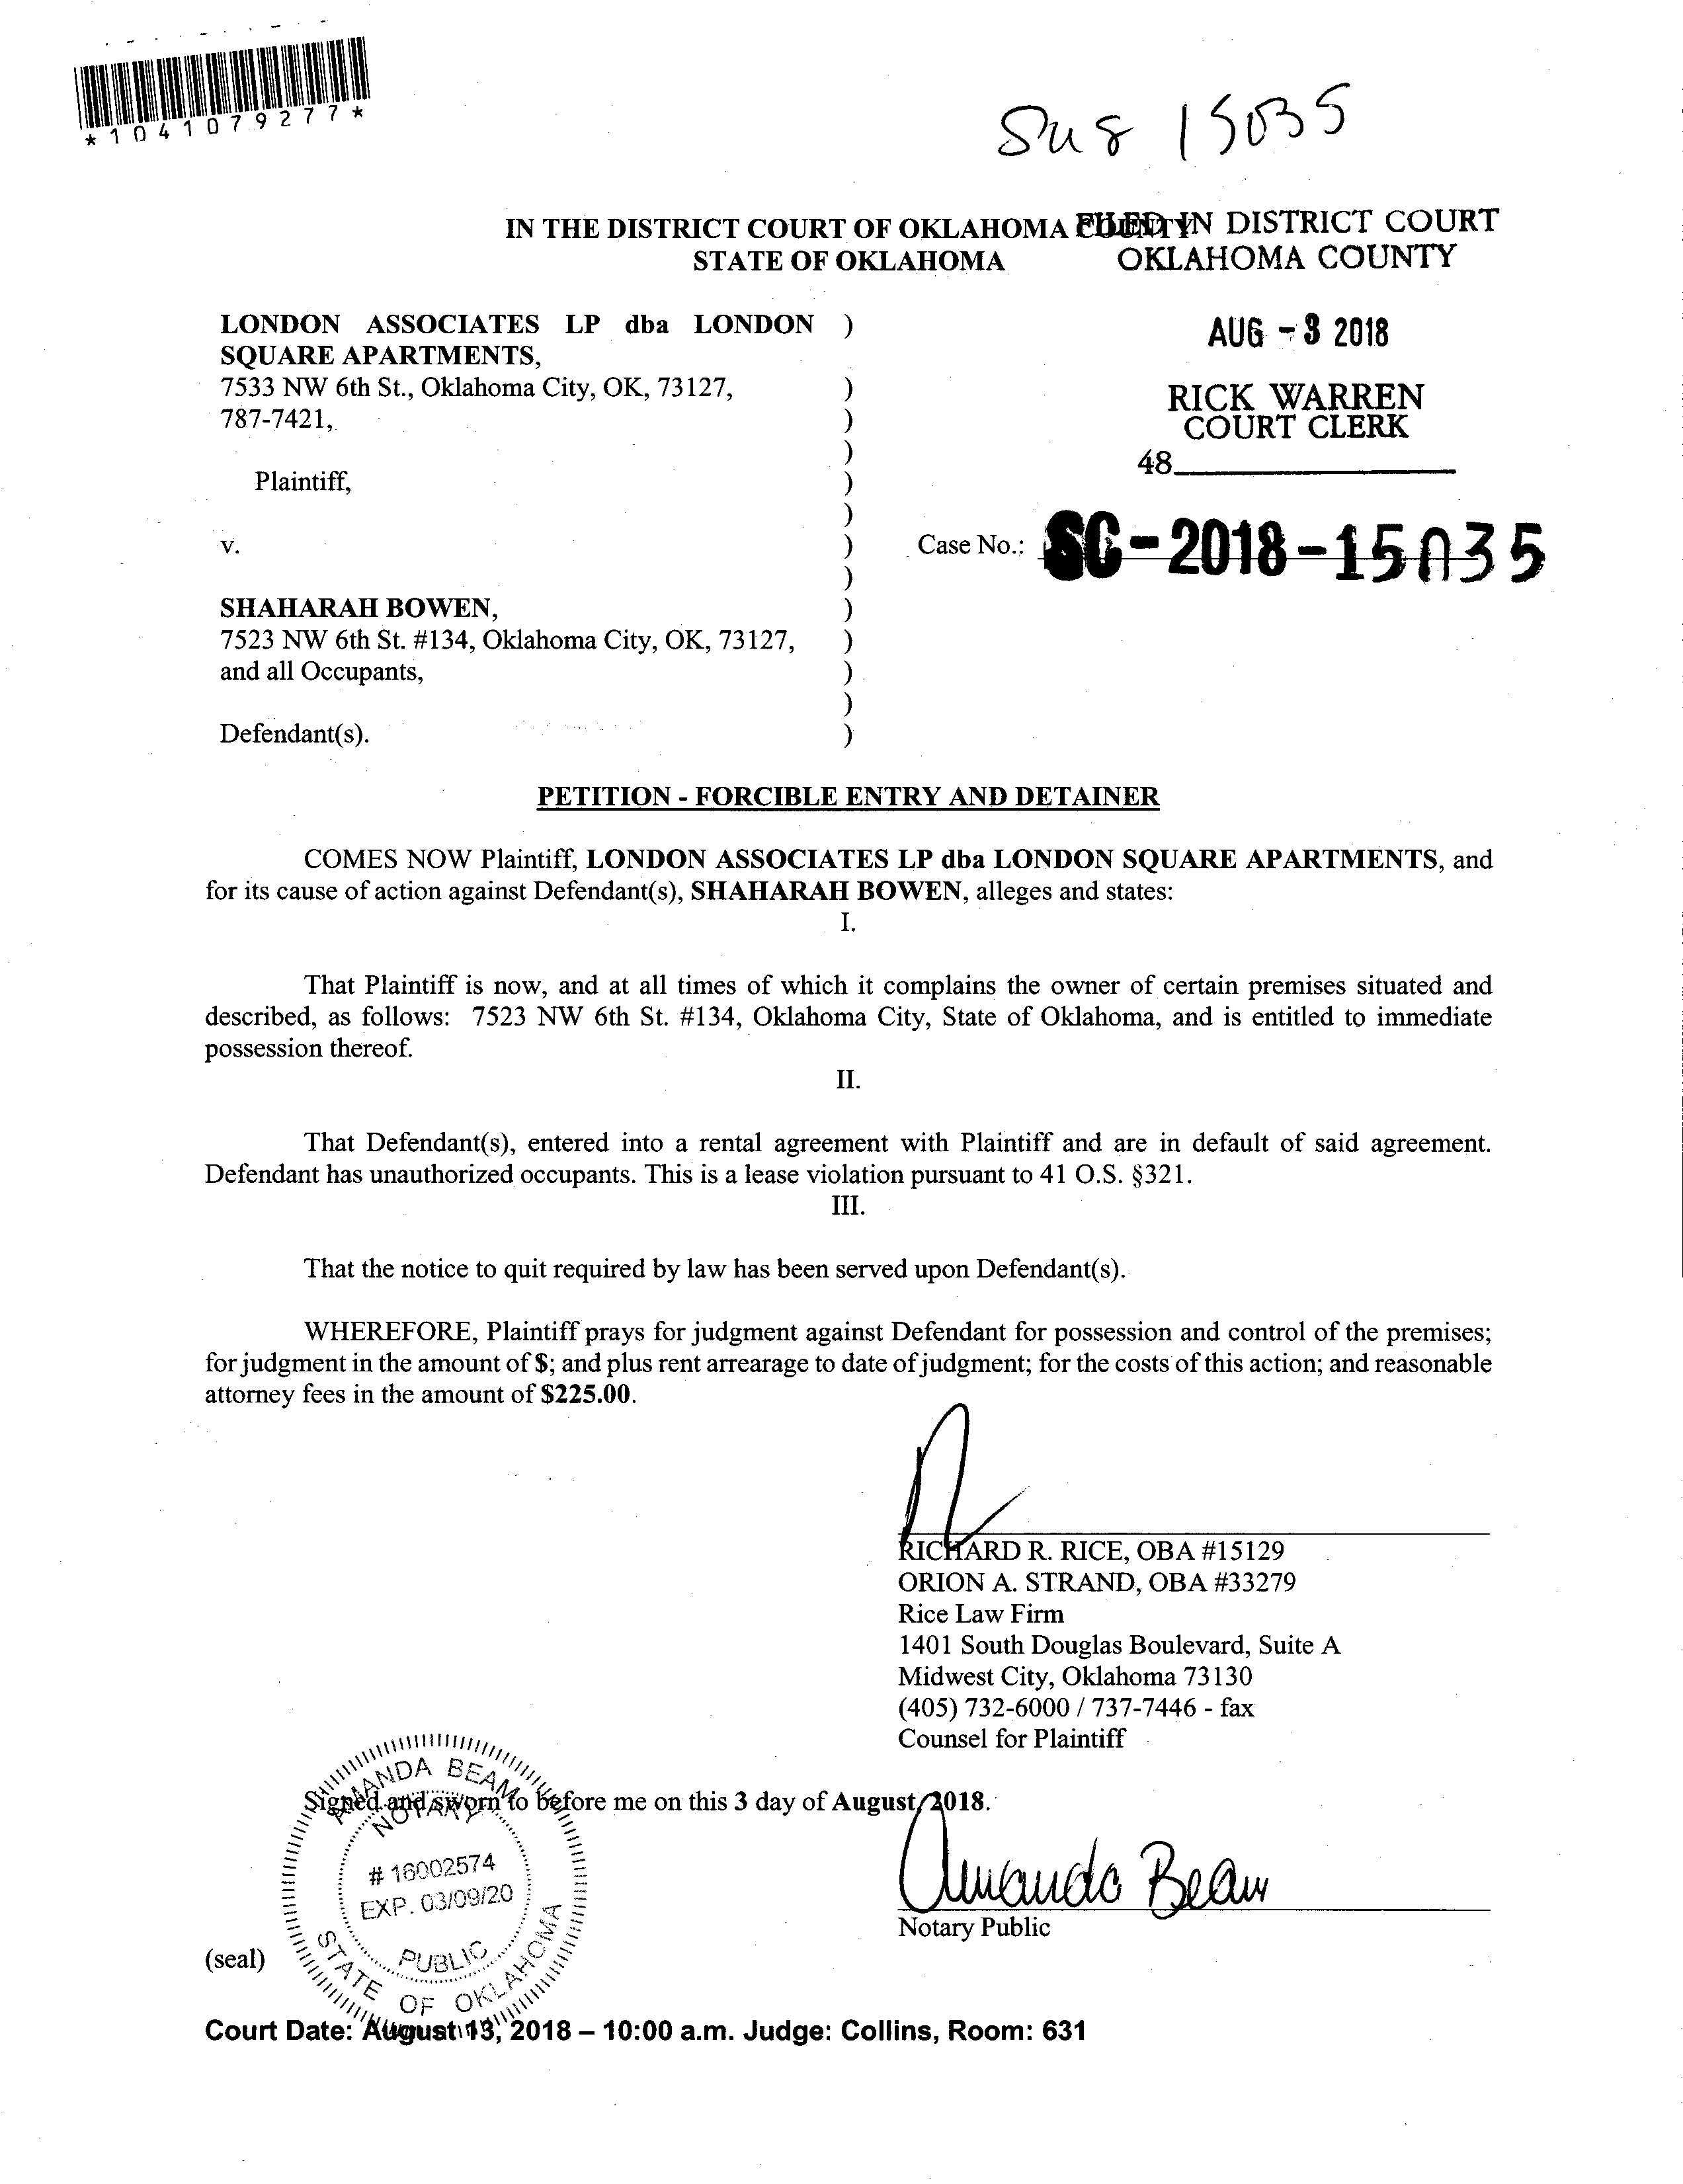 *1041079277*
15035
IN THE DISTRICT COURT OF OKLAHOMA COUNTY
STATE OF OKLAHOMA
FILED IN DISTRICT COURT
OKLAHOMA COUNTY
AUG - 3 2018
RICK WARREN
COURT CLERK
48
LONDON ASSOCIATES LP dba LONDON )
SQUARE APARTMENTS,
7533 NW 6th St., Oklahoma City, OK, 73127, )
787-7421, )
)
Plaintiff, )
)
v. )
Case No.: SC-2018-15035
)
SHAHARAH BOWEN, )
7523 NW 6th St. #134, Oklahoma City, OK, 73127, )
and all Occupants, )
)
Defendant(s). )
PETITION - FORCIBLE ENTRY AND DETAINER
COMES NOW Plaintiff, LONDON ASSOCIATES LP dba LONDON SQUARE APARTMENTS, and
for its cause of action against Defendant(s), SHAHARAH BOWEN, alleges and states:
I.
That Plaintiff is now, and at all times of which it complains the owner of certain premises situated and
described, as follows: 7523 NW 6th St. #134, Oklahoma City, State of Oklahoma, and is entitled to immediate
possession thereof.
II.
That Defendant(s), entered into a rental agreement with Plaintiff and are in default of said agreement.
Defendant has unauthorized occupants. This is a lease violation pursuant to 41 O.S. §321.
III.
That the notice to quit required by law has been served upon Defendant(s).
WHEREFORE, Plaintiff prays for judgment against Defendant for possession and control of the premises;
for judgment in the amount of $; and plus rent arrearage to date of judgment; for the costs of this action; and reasonable
attorney fees in the amount of $225.00.
RICHARD R. RICE, OBA #15129
ORION A. STRAND, OBA #33279
Rice Law Firm
1401 South Douglas Boulevard, Suite A
Midwest City, Oklahoma 73130
(405) 732-6000 / 737-7446 - fax
Counsel for Plaintiff
Signed and sworn to before me on this 3 day of August, 2018.
AMANDA BEAM
NOTARY
# 16002574
EXP. 03/09/20
PUBLIC
STATE OF OKLAHOMA
Amanda Beam
Notary Public
(seal)
Court Date: August 13, 2018 – 10:00 a.m. Judge: Collins, Room: 631